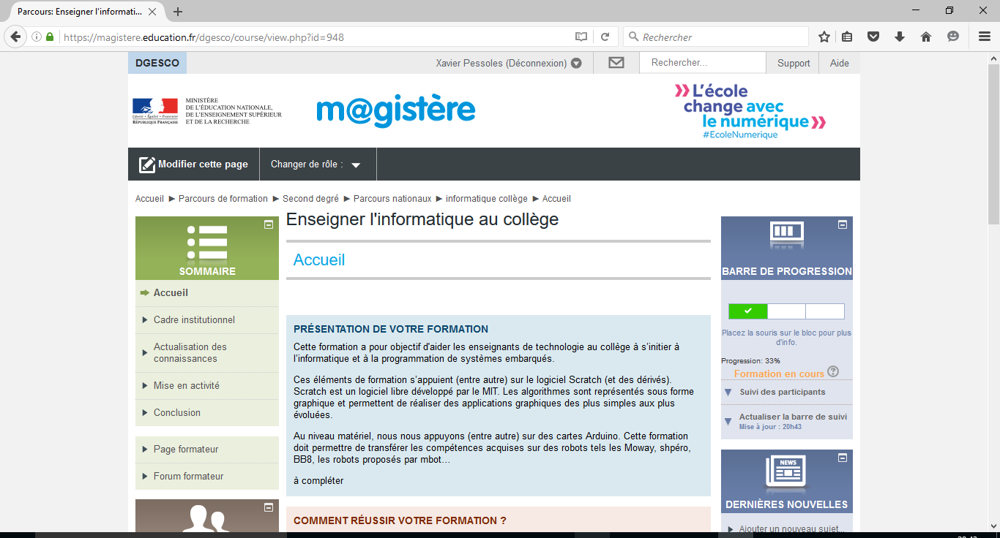 Parcours: Enseigner l'informati...
https://magistere.education.fr/dgesco/course/view.php?id=948
Rechercher
DGESCO
Xavier Pessoles (Déconnexion)
Rechercher...
Support
Aide
Liberté • Égalité • Fraternité
RÉPUBLIQUE FRANÇAISE
MINISTÈRE
DE L'ÉDUCATION NATIONALE,
DE L'ENSEIGNEMENT SUPÉRIEUR
ET DE LA RECHERCHE
m@gistère
L'école
change avec
le numérique
#EcoleNumerique
Modifier cette page
Changer de rôle :
Accueil ► Parcours de formation ► Second degré ► Parcours nationaux ► informatique collège ► Accueil
SOMMAIRE
Accueil
Cadre institutionnel
Actualisation des
connaissances
Mise en activité
Conclusion
Page formateur
Forum formateur
Enseigner l'informatique au collège
Accueil
PRÉSENTATION DE VOTRE FORMATION
Cette formation a pour objectif d'aider les enseignants de technologie au collège à s'initier à
l'informatique et à la programmation de systèmes embarqués.
Ces éléments de formation s'appuient (entre autre) sur le logiciel Scratch (et des dérivés).
Scratch est un logiciel libre développé par le MIT. Les algorithmes sont représentés sous forme
graphique et permettent de réaliser des applications graphiques des plus simples aux plus
évoluées.
Au niveau matériel, nous nous appuyons (entre autre) sur des cartes Arduino. Cette formation
doit permettre de transférer les compétences acquises sur des robots tels les Moway, shpéro,
BB8, les robots proposés par mbot...
à compléter
COMMENT RÉUSSIR VOTRE FORMATION ?
BARRE DE PROGRESSION
Placez la souris sur le bloc pour plus
d'info.
Progression: 33%
Formation en cours
Suivi des participants
Actualiser la barre de suivi
Mise à jour : 20h43
NEWS
DERNIÈRES NOUVELLES
Ajouter un nouveau sujet...